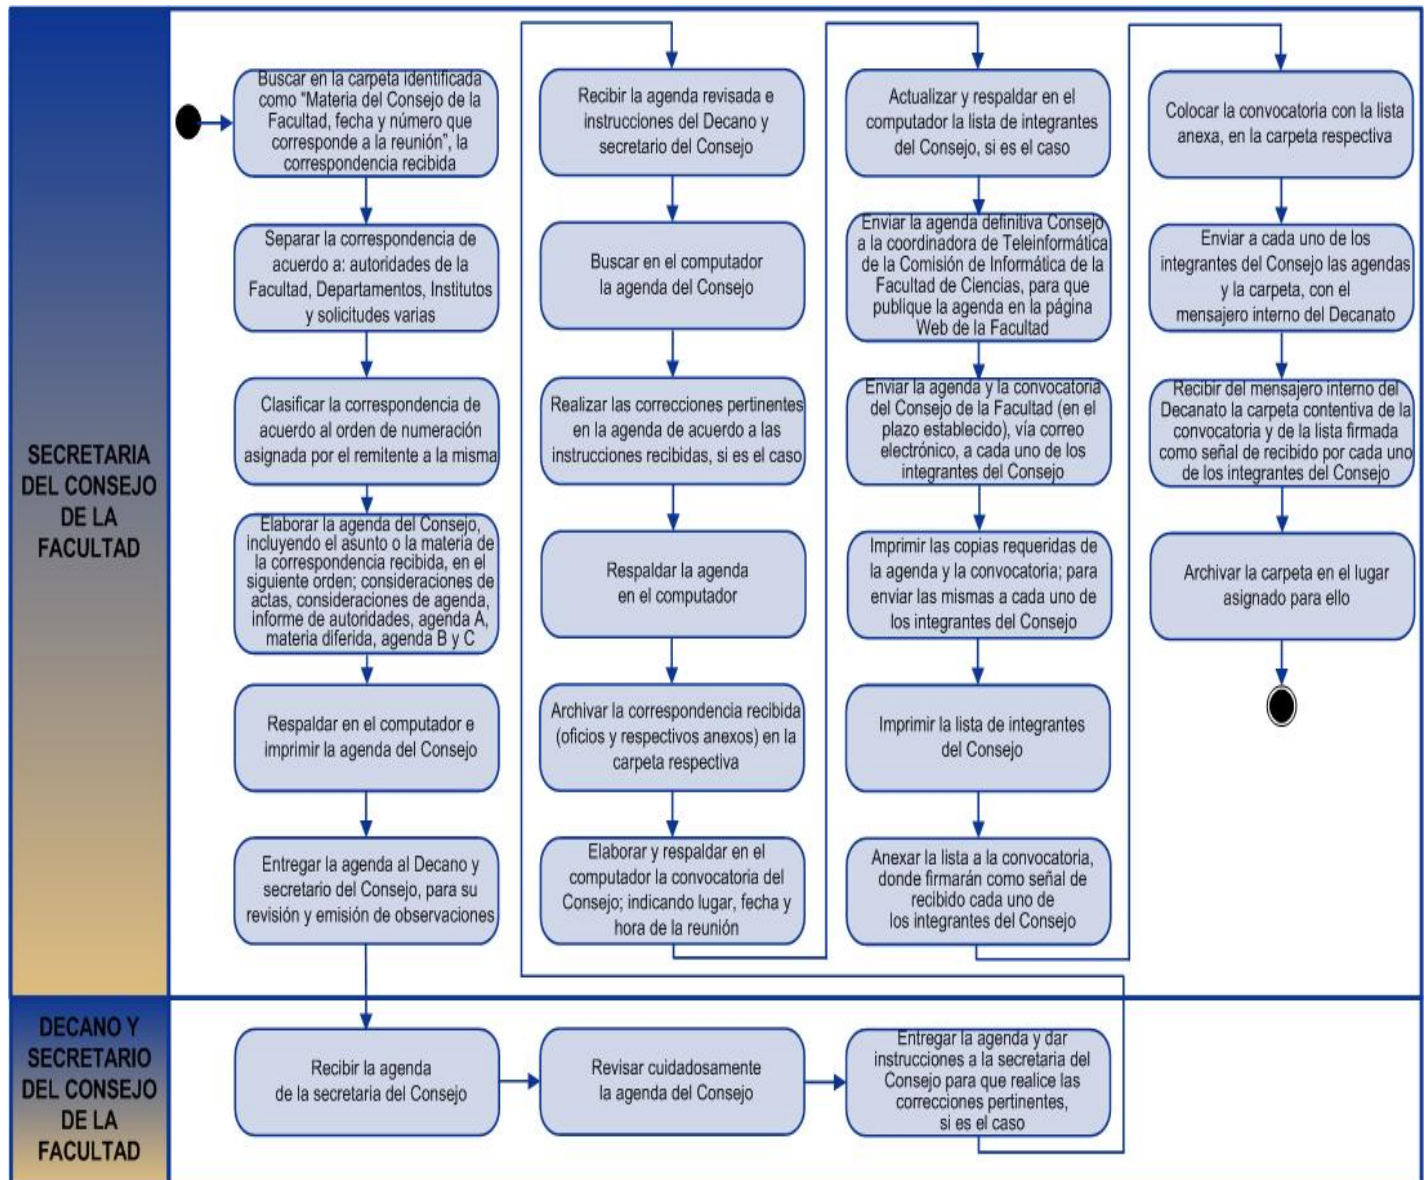 SECRETARIA
DEL CONSEJO
DE LA
FACULTAD
Buscar en la carpeta identificada
como "Materia del Consejo de la
Facultad, fecha y número que
corresponde a la reunión", la
correspondencia recibida
Separar la correspondencia de
acuerdo a: autoridades de la
Facultad, Departamentos, Institutos
y solicitudes varias
Clasificar la correspondencia de
acuerdo al orden de numeración
asignada por el remitente a la misma
Elaborar la agenda del Consejo,
incluyendo el asunto o la materia de
la correspondencia recibida, en el
siguiente orden; consideraciones de
actas, consideraciones de agenda,
informe de autoridades, agenda A,
materia diferida, agenda B y C
Respaldar en el computador e
imprimir la agenda del Consejo
Entregar la agenda al Decano y
secretario del Consejo, para su
revisión y emisión de observaciones
DECANO Y
SECRETARIO
DEL CONSEJO
DE LA
FACULTAD
Recibir la agenda
de la secretaria del Consejo
Revisar cuidadosamente
la agenda del Consejo
Entregar la agenda y dar
instrucciones a la secretaria del
Consejo para que realice las
correcciones pertinentes,
si es el caso
Recibir la agenda revisada e
instrucciones del Decano y
secretario del Consejo
Buscar en el computador
la agenda del Consejo
Realizar las correcciones pertinentes
en la agenda de acuerdo a las
instrucciones recibidas, si es el caso
Respaldar la agenda
en el computador
Archivar la correspondencia recibida
(oficios y respectivos anexos) en la
carpeta respectiva
Elaborar y respaldar en el
computador la convocatoria del
Consejo; indicando lugar, fecha y
hora de la reunión
Actualizar y respaldar en el
computador la lista de integrantes
del Consejo, si es el caso
Enviar la agenda definitiva Consejo
a la coordinadora de Teleinformática
de la Comisión de Informática de la
Facultad de Ciencias, para que
publique la agenda en la página
Web de la Facultad
Enviar la agenda y la convocatoria
del Consejo de la Facultad (en el
plazo establecido), vía correo
electrónico, a cada uno de los
integrantes del Consejo
Imprimir las copias requeridas de
la agenda y la convocatoria; para
enviar las mismas a cada uno de
los integrantes del Consejo
Imprimir la lista de integrantes
del Consejo
Anexar la lista a la convocatoria,
donde firmarán como señal de
recibido cada uno de
los integrantes del Consejo
Colocar la convocatoria con la lista
anexa, en la carpeta respectiva
Enviar a cada uno de los
integrantes del Consejo las agendas
y la carpeta, con el
mensajero interno del Decanato
Recibir del mensajero interno del
Decanato la carpeta contentiva de la
convocatoria y de la lista firmada
como señal de recibido por cada uno
de los integrantes del Consejo
Archivar la carpeta en el lugar
asignado para ello